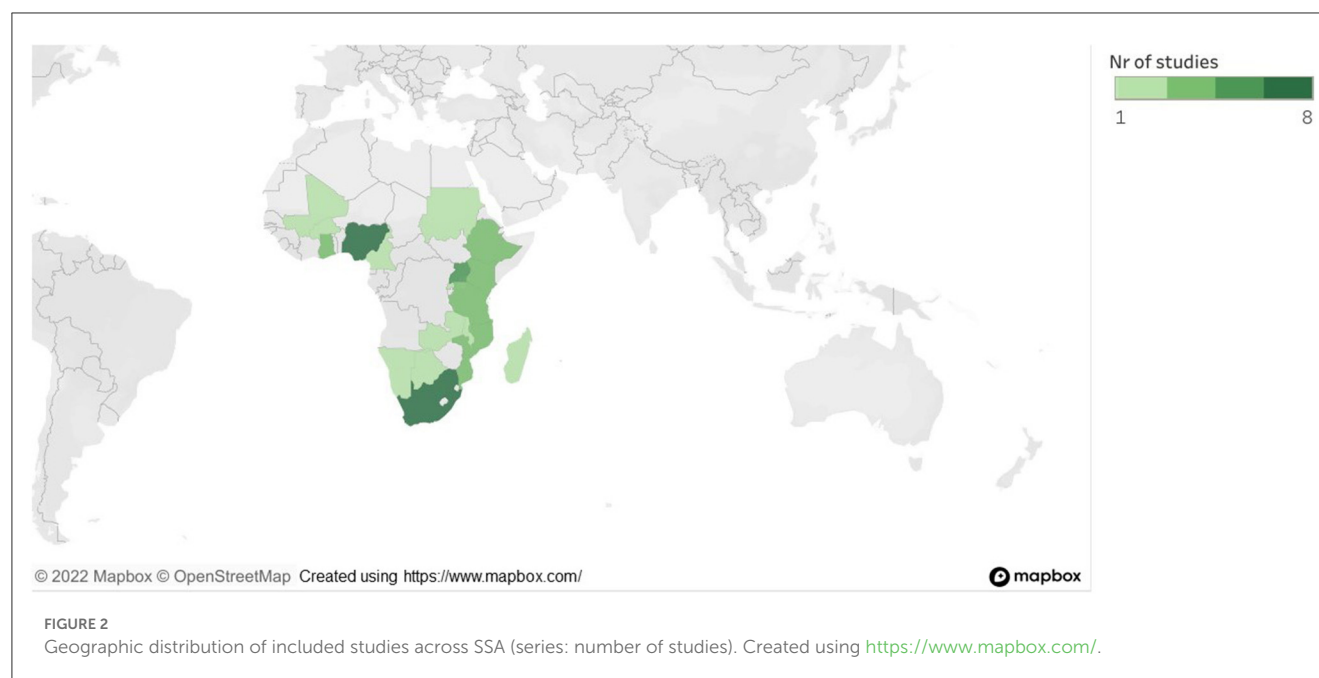 Nr of studies
1 8
© 2022 Mapbox © OpenStreetMap Created using https://www.mapbox.com/
mapbox
FIGURE 2
Geographic distribution of included studies across SSA (series: number of studies). Created using https://www.mapbox.com/.